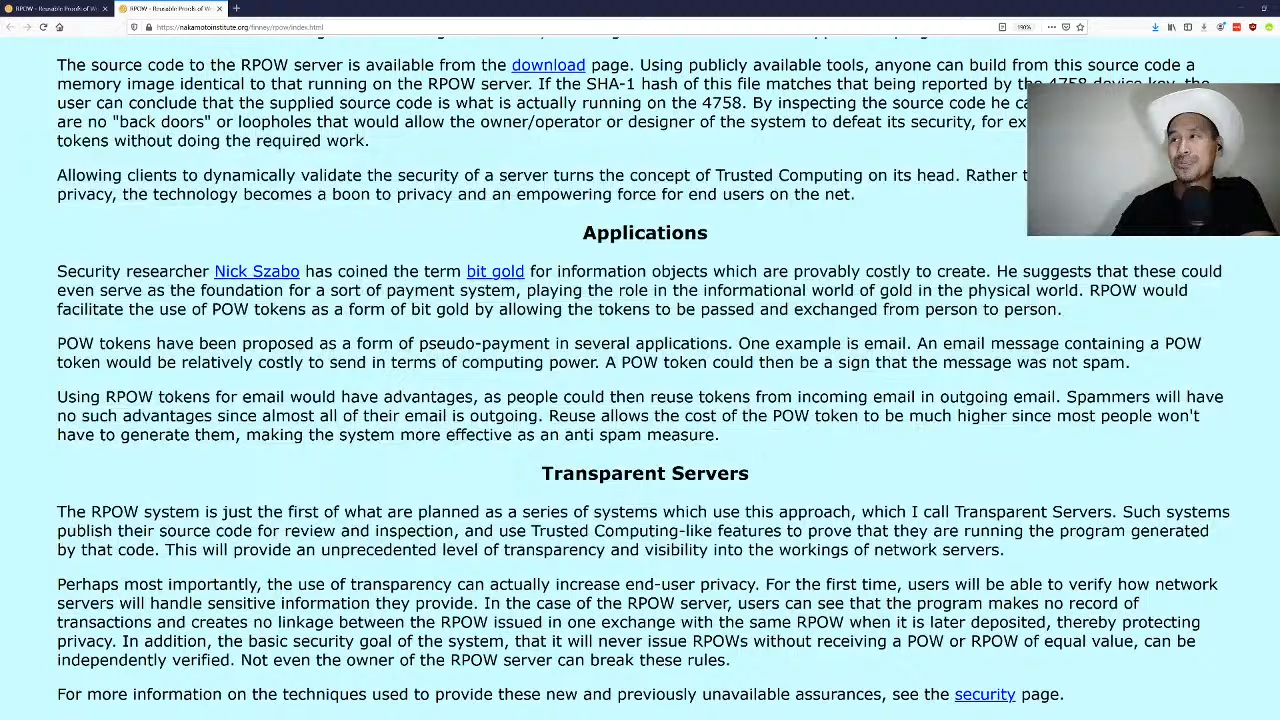 RPOW - Reusable Proofs of W
RPOW - Reusable Proofs of We
https://nakamotoinstitute.org/finney/rpow/index.html
190%
The source code to the RPOW server is available from the download page. Using publicly available tools, anyone can build from this source code a
memory image identical to that running on the RPOW server. If the SHA-1 hash of this file matches that being reported by the 4758 device key, the
user can conclude that the supplied source code is what is actually running on the 4758. By inspecting the source code he ca
are no "back doors" or loopholes that would allow the owner/operator or designer of the system to defeat its security, for ex
tokens without doing the required work.
Allowing clients to dynamically validate the security of a server turns the concept of Trusted Computing on its head. Rather t
privacy, the technology becomes a boon to privacy and an empowering force for end users on the net.
Applications
Security researcher Nick Szabo has coined the term bit gold for information objects which are provably costly to create. He suggests that these could
even serve as the foundation for a sort of payment system, playing the role in the informational world of gold in the physical world. RPOW would
facilitate the use of POW tokens as a form of bit gold by allowing the tokens to be passed and exchanged from person to person.
POW tokens have been proposed as a form of pseudo-payment in several applications. One example is email. An email message containing a POW
token would be relatively costly to send in terms of computing power. A POW token could then be a sign that the message was not spam.
Using RPOW tokens for email would have advantages, as people could then reuse tokens from incoming email in outgoing email. Spammers will have
no such advantages since almost all of their email is outgoing. Reuse allows the cost of the POW token to be much higher since most people won't
have to generate them, making the system more effective as an anti spam measure.
Transparent Servers
The RPOW system is just the first of what are planned as a series of systems which use this approach, which I call Transparent Servers. Such systems
publish their source code for review and inspection, and use Trusted Computing-like features to prove that they are running the program generated
by that code. This will provide an unprecedented level of transparency and visibility into the workings of network servers.
Perhaps most importantly, the use of transparency can actually increase end-user privacy. For the first time, users will be able to verify how network
servers will handle sensitive information they provide. In the case of the RPOW server, users can see that the program makes no record of
transactions and creates no linkage between the RPOW issued in one exchange with the same RPOW when it is later deposited, thereby protecting
privacy. In addition, the basic security goal of the system, that it will never issue RPOWs without receiving a POW or RPOW of equal value, can be
independently verified. Not even the owner of the RPOW server can break these rules.
For more information on the techniques used to provide these new and previously unavailable assurances, see the security page.